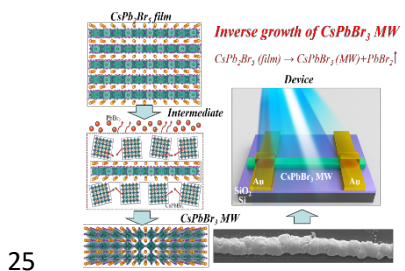 CsPb₂Br₅ film
Inverse growth of CsPbBr₃ MW
CsPb₂Br₅ (film) → CsPbBr₃ (MW)+PbBr₂↑
Device
Intermediate
PbBr₂
CsPbBr₃
Au
CsPbBr₃ MW
Au
SiO₂
Si
CsPbBr₃ MW
25